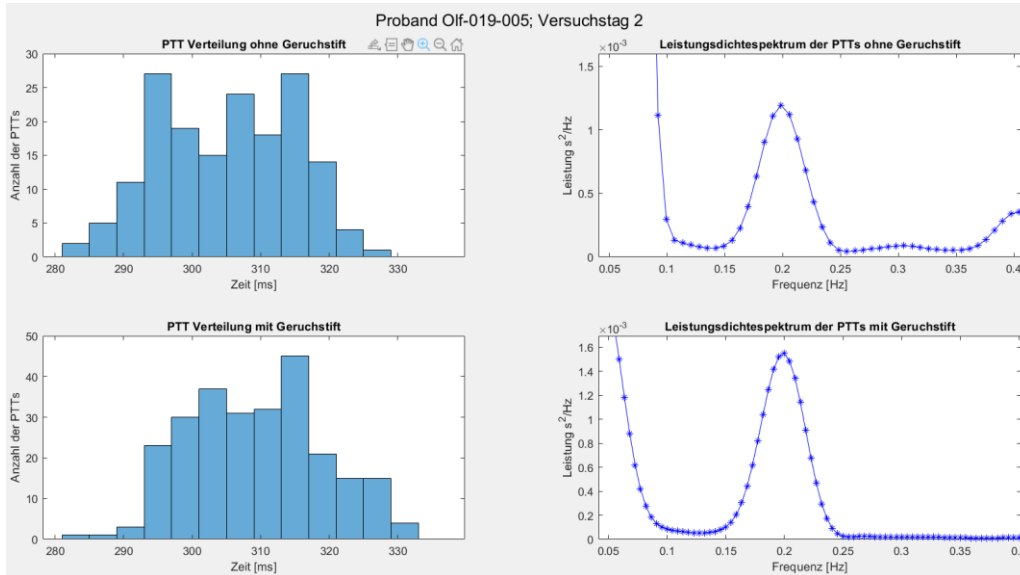 Proband Olf-019-005; Versuchstag 2
PTT Verteilung ohne Geruchstift
Anzahl der PTTs
30
25
20
15
10
5
0
280 290 300 310 320 330
Zeit [ms]
Leistungsdichtespektrum der PTTs ohne Geruchstift
×10-3
Leistung s2/Hz
1.5
1
0.5
0
0.05 0.1 0.15 0.2 0.25 0.3 0.35 0.4
Frequenz [Hz]
PTT Verteilung mit Geruchstift
Anzahl der PTTs
50
40
30
20
10
0
280 290 300 310 320 330
Zeit [ms]
Leistungsdichtespektrum der PTTs mit Geruchstift
×10-3
Leistung s2/Hz
1.6
1.4
1.2
1
0.8
0.6
0.4
0.2
0
0.05 0.1 0.15 0.2 0.25 0.3 0.35
Frequenz [Hz]